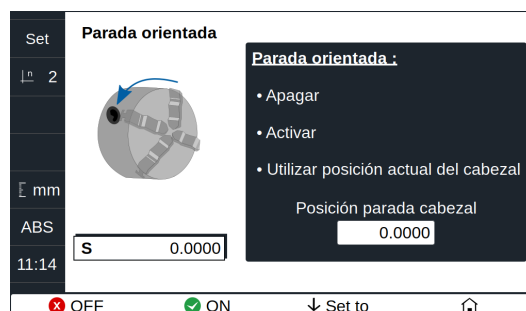 Set
Parada orientada
2
mm
ABS
11:14
S 0.0000
Parada orientada :
• Apagar
• Activar
• Utilizar posición actual del cabezal
Posición parada cabezal
0.0000
OFF ON Set to